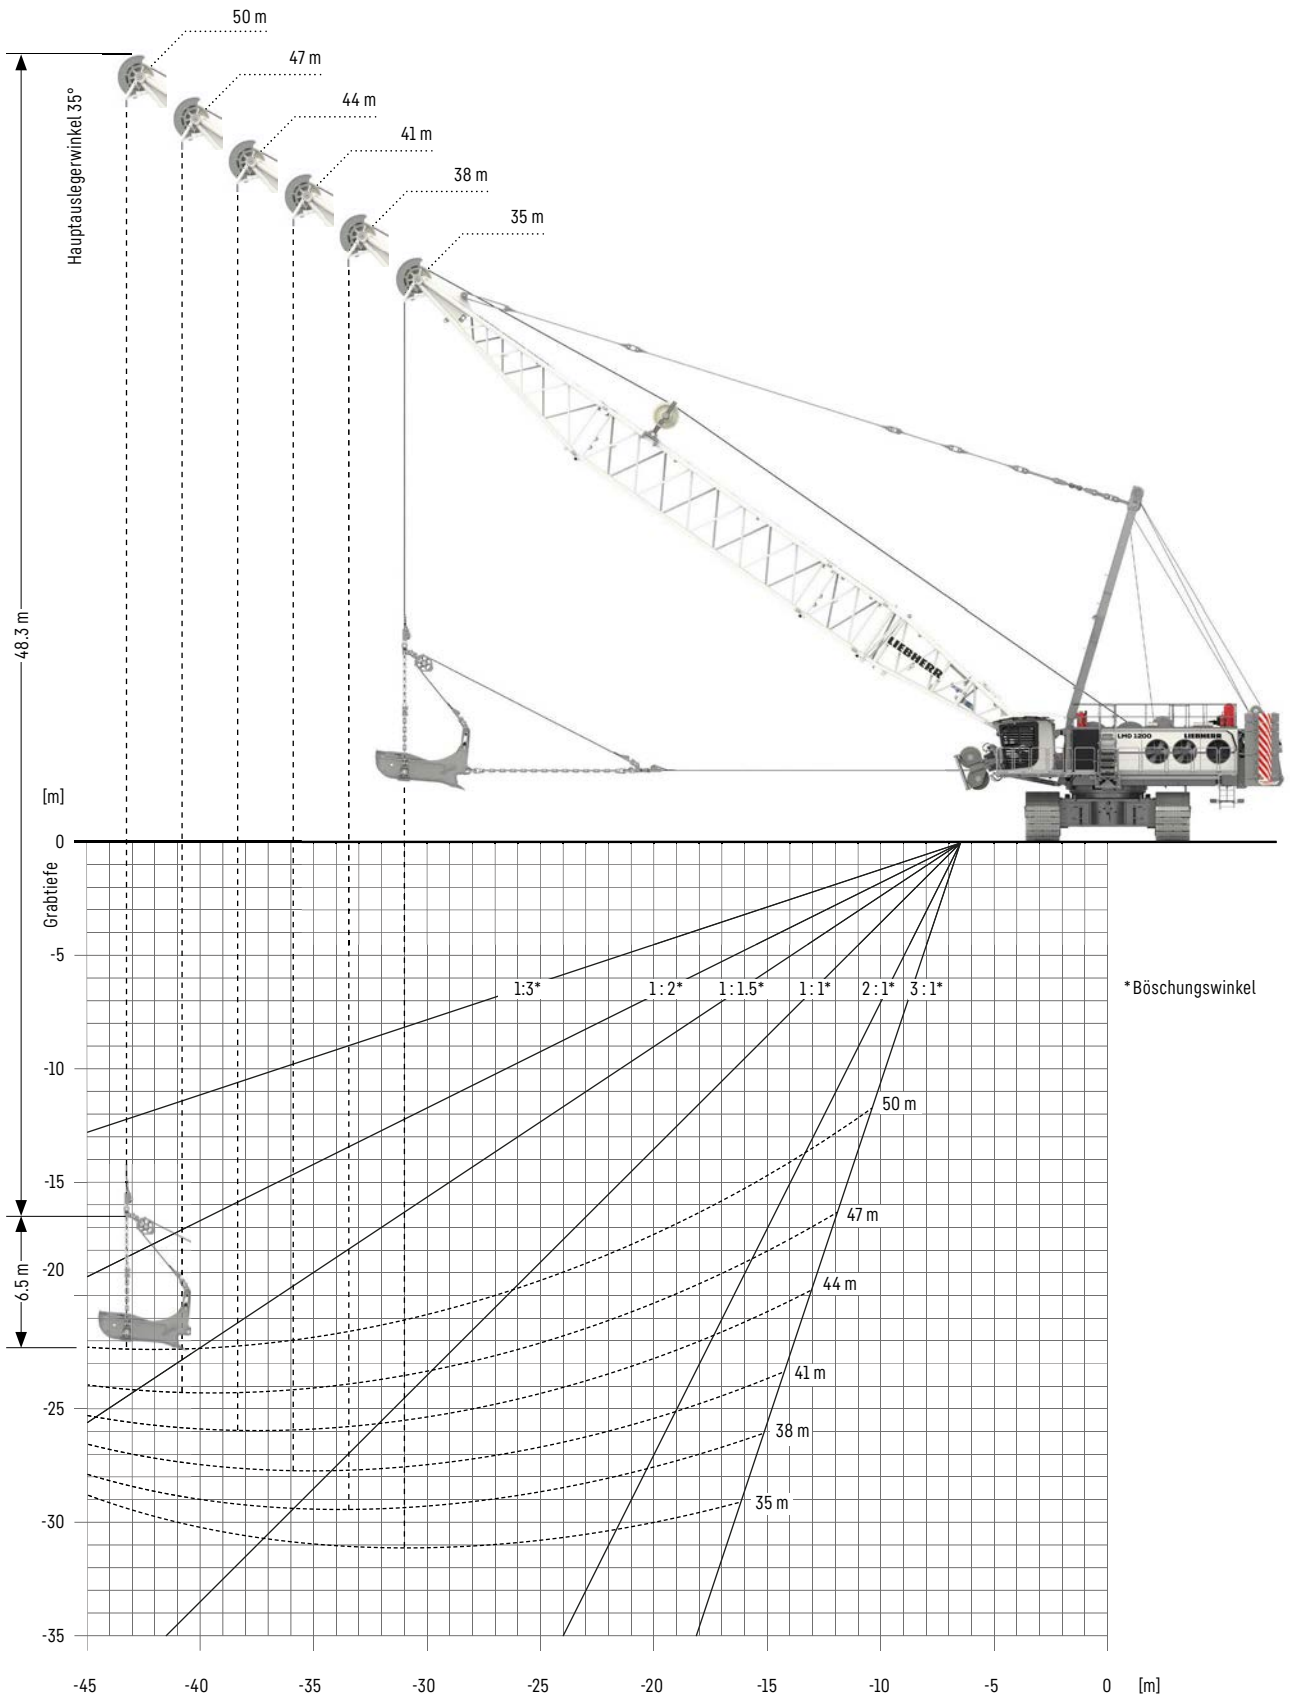 50 m
47 m
44 m
41 m
38 m
35 m
Hauptauslegerwinkel 35°
48.3 m
LIEBHERR
LMD 1200
LIEBHERR
[m]
0
Grabtiefe
-5
1:3*
1 : 2*
1 : 1.5*
1 : 1*
2 : 1*
3 : 1*
* Böschungswinkel
-10
50 m
-15
47 m
-20
6.5 m
44 m
41 m
-25
38 m
35 m
-30
-35
-45
-40
-35
-30
-25
-20
-15
-10
-5
0
[m]